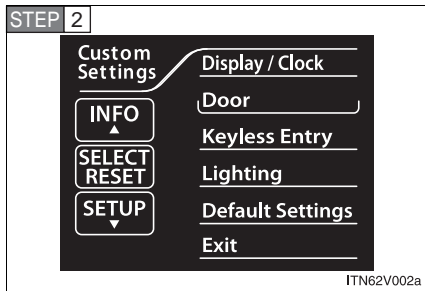 STEP 2
Custom
Settings
INFO
▲
SELECT
RESET
SETUP
▼
Display / Clock
Door
Keyless Entry
Lighting
Default Settings
Exit
ITN62V002a